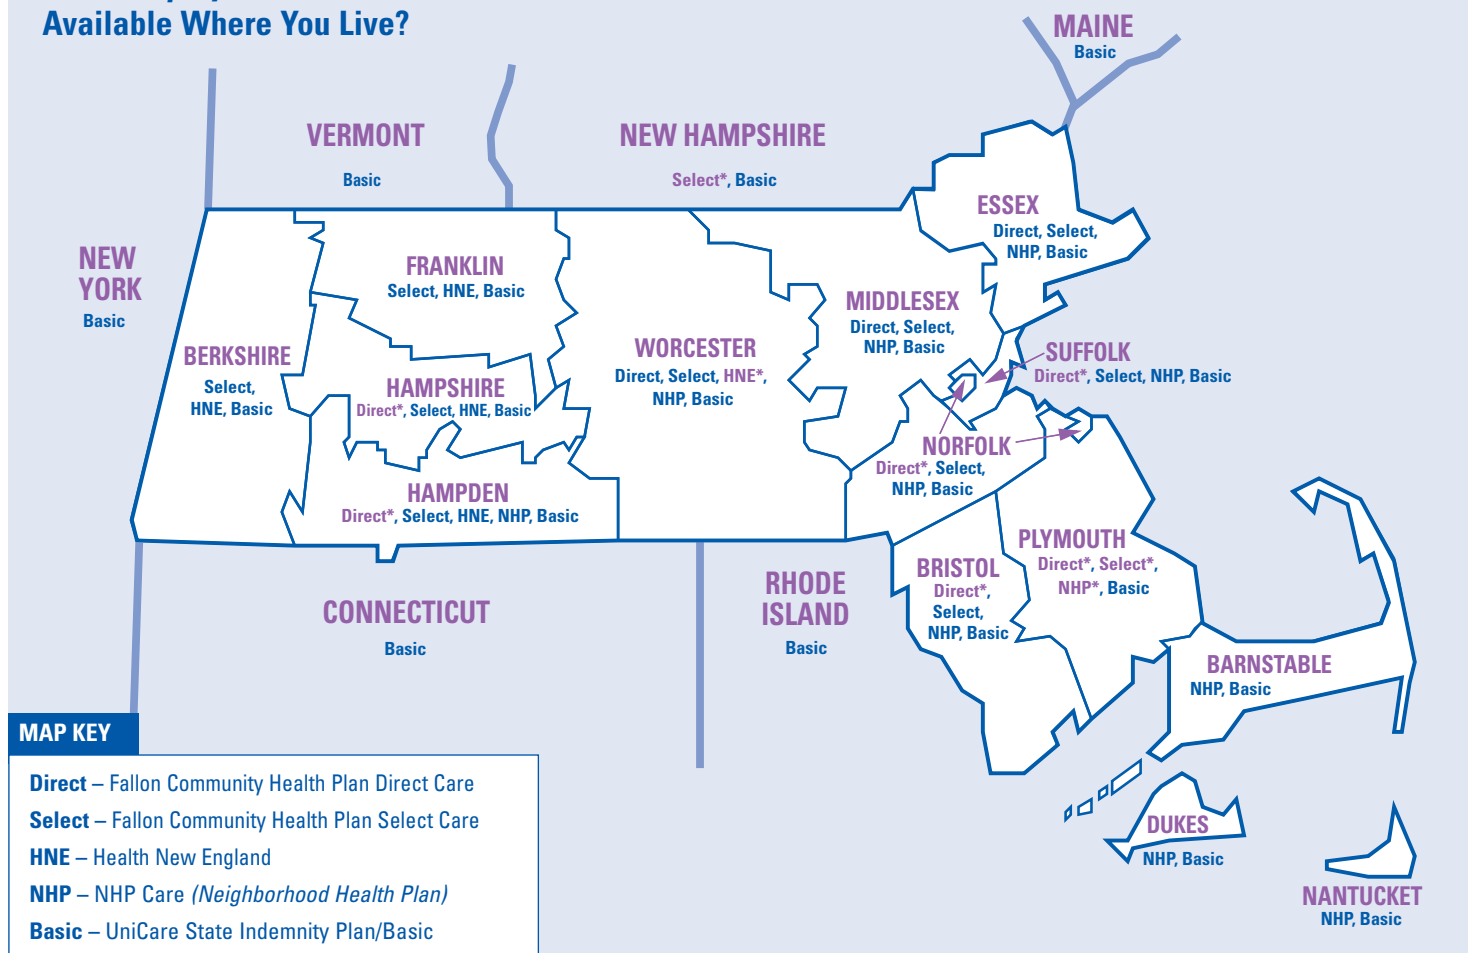 Available Where You Live?
MAINE
Basic
VERMONT
Basic
NEW HAMPSHIRE
Select*, Basic
ESSEX
Direct, Select,
NHP, Basic
NEW
YORK
Basic
FRANKLIN
Select, HNE, Basic
MIDDLESEX
Direct, Select,
NHP, Basic
BERKSHIRE
Select,
HNE, Basic
WORCESTER
Direct, Select, HNE*,
NHP, Basic
SUFFOLK
Direct*, Select, NHP, Basic
HAMPSHIRE
Direct*, Select, HNE, Basic
NORFOLK
Direct*, Select,
NHP, Basic
HAMPDEN
Direct*, Select, HNE, NHP, Basic
PLYMOUTH
Direct*, Select*,
NHP*, Basic
BRISTOL
Direct*,
Select,
NHP, Basic
CONNECTICUT
Basic
RHODE
ISLAND
Basic
BARNSTABLE
NHP, Basic
DUKES
NHP, Basic
NANTUCKET
NHP, Basic
MAP KEY
Direct – Fallon Community Health Plan Direct Care
Select – Fallon Community Health Plan Select Care
HNE – Health New England
NHP – NHP Care (Neighborhood Health Plan)
Basic – UniCare State Indemnity Plan/Basic